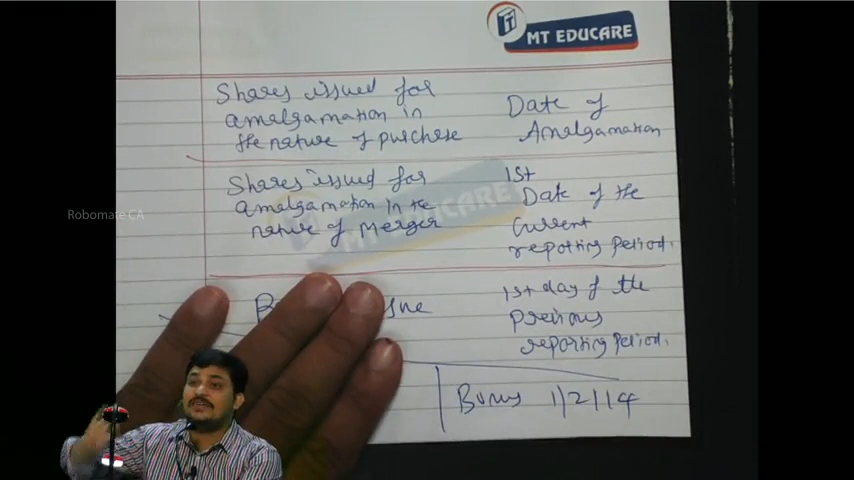 MT EDUCARE
Shares issued for
amalgamation in
the nature of purchase
Date of
Amalgamation
Shares issued for
amalgamation in the
nature of Merger
1st
Date of the
current
reporting period.
MT EDUCARE
Robomate CA
1st day of the
previous
reporting period.
Bonus 1/2/14